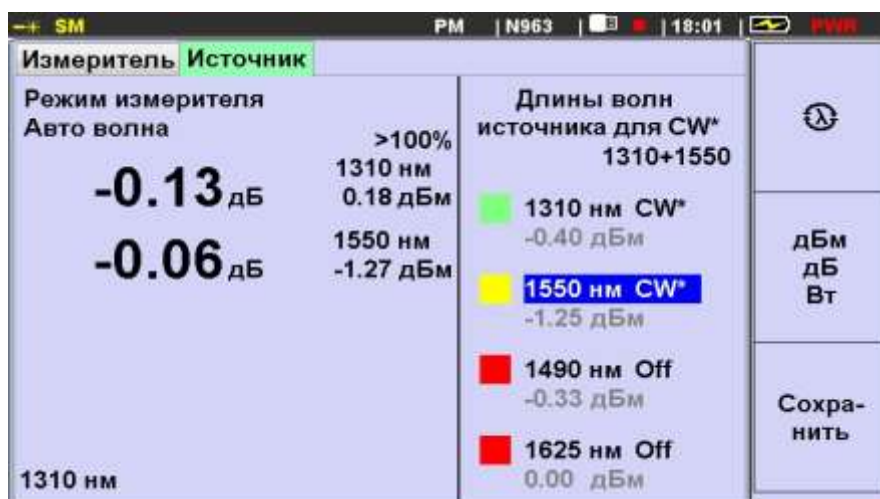 SM PM | N963 | B | 18:01 | PWR
Измеритель Источник
Режим измерителя
Авто волна
>100%
-0.13 дБ
1310 нм
0.18 дБм
-0.06 дБ
1550 нм
-1.27 дБм
1310 нм
Длины волн
источника для CW*
1310+1550
1310 нм CW*
-0.40 дБм
1550 нм CW*
-1.25 дБм
1490 нм Off
-0.33 дБм
1625 нм Off
0.00 дБм
λ
дБм
дБ
Вт
Сохра-
нить